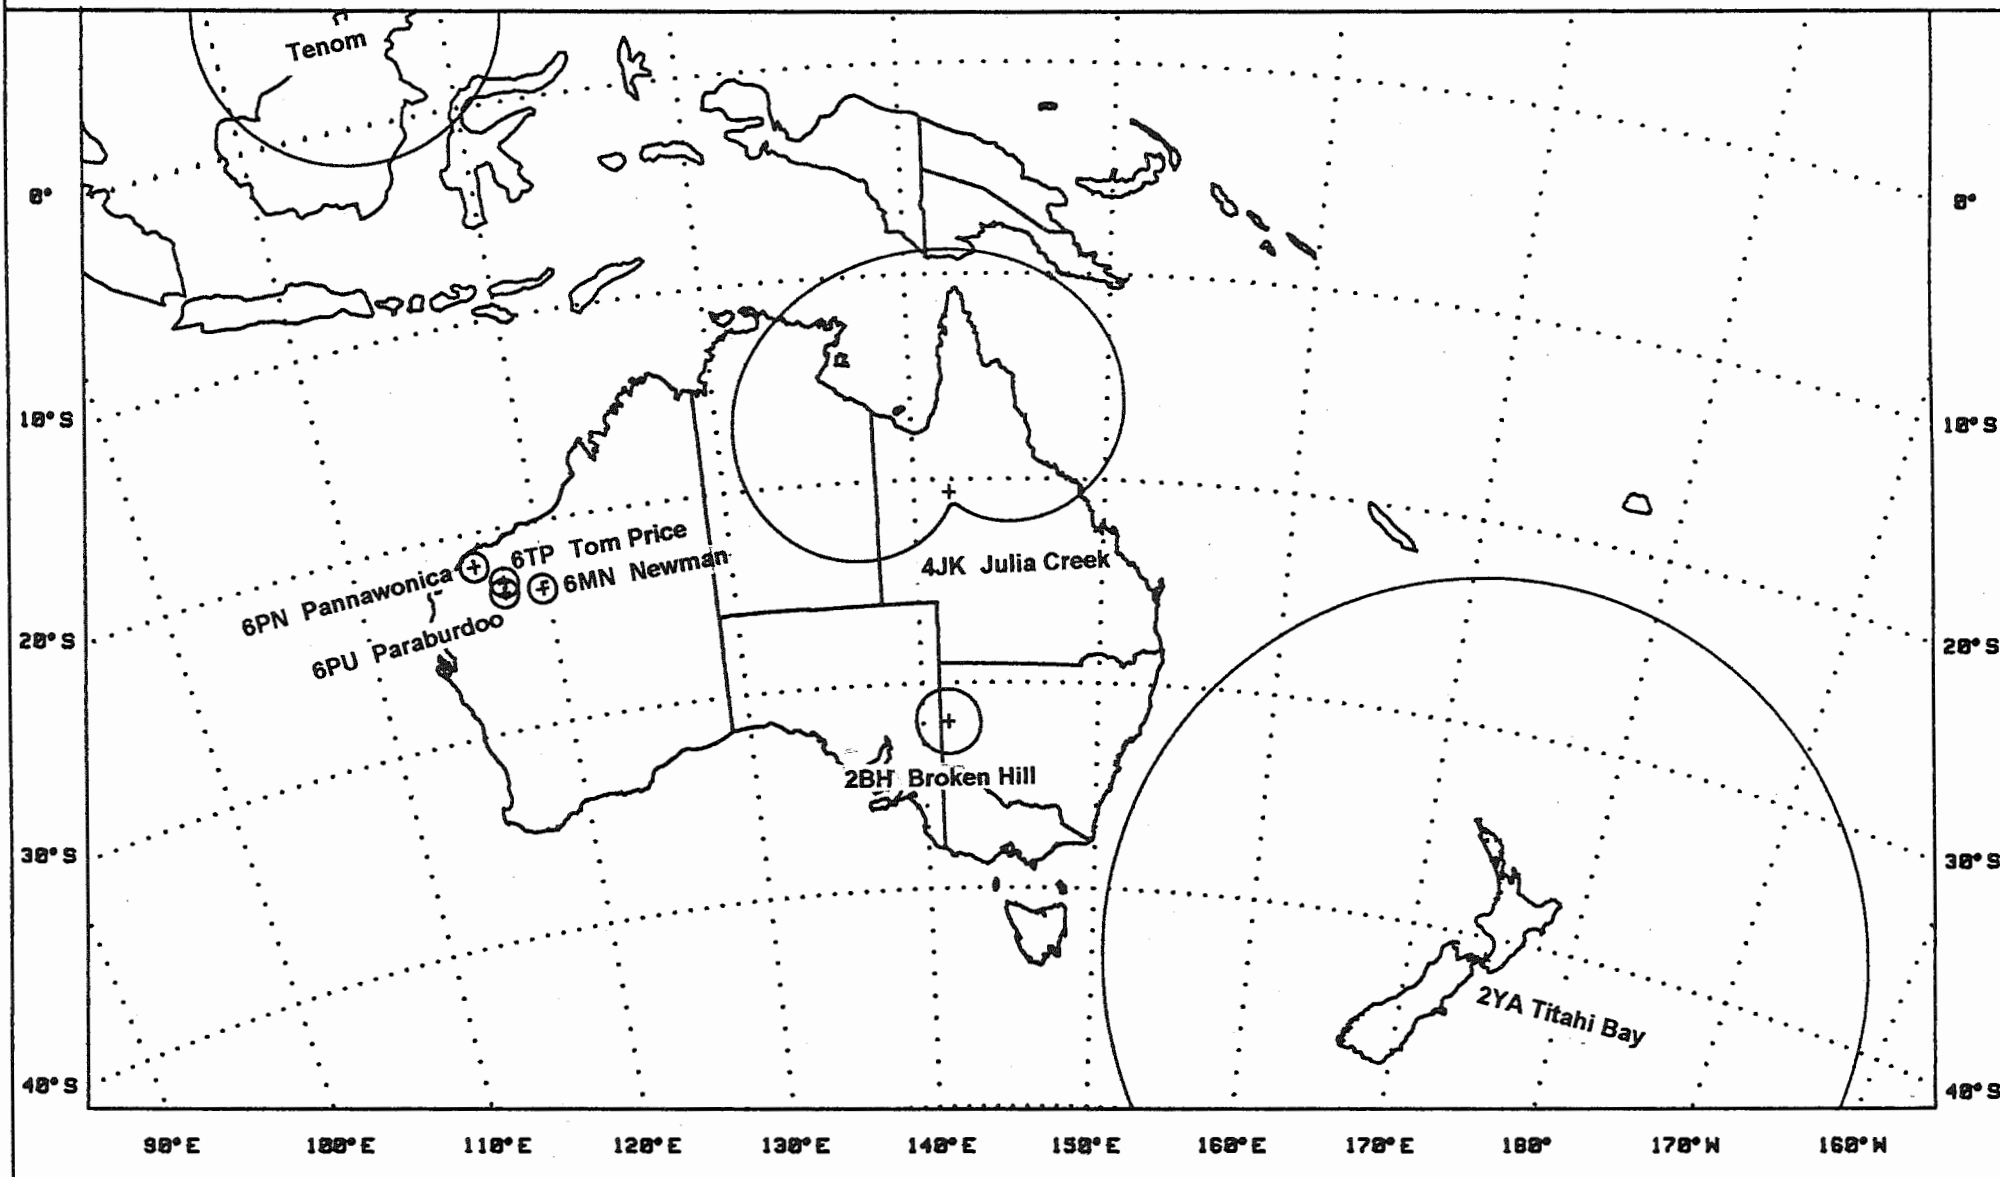 Tenom
0° 0°
10°S 10°S
6TP Tom Price
6MN Newman
4JK Julia Creek
6PN Pannawonica
6PU Paraburdoo
20°S 20°S
2BH Broken Hill
30°S 30°S
2YA Titahi Bay
40°S 40°S
90°E 100°E 110°E 120°E 130°E 140°E 150°E 160°E 170°E 180° 170°W 160°W